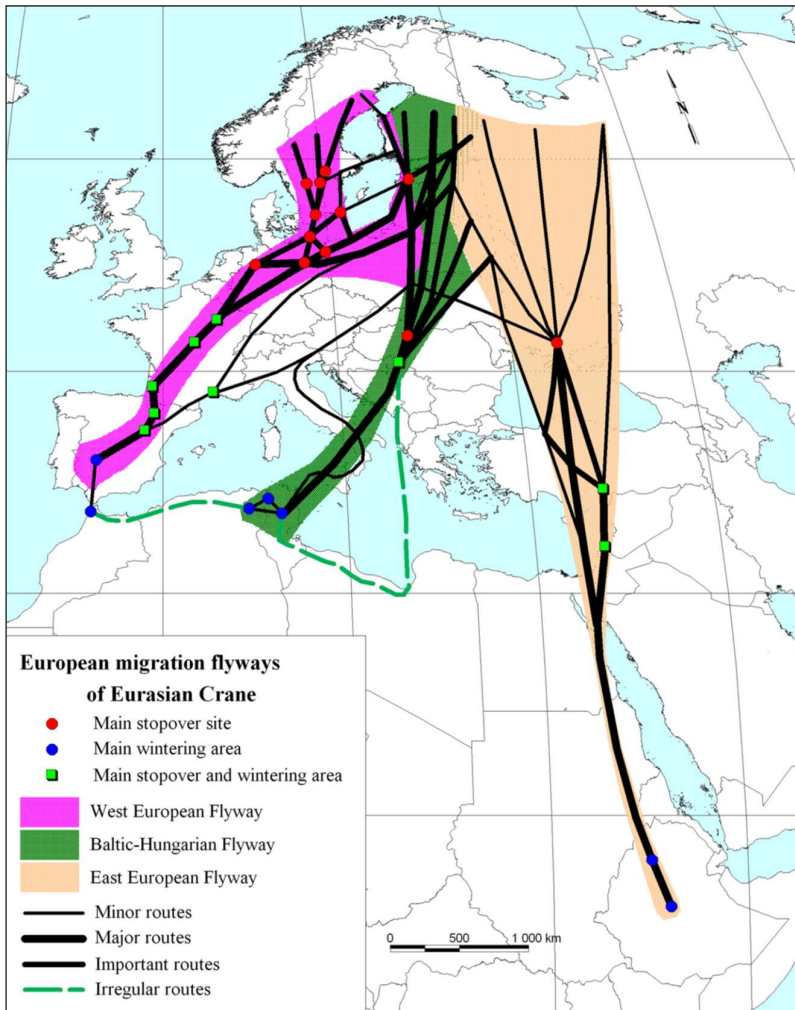 N
European migration flyways
of Eurasian Crane
Main stopover site
Main wintering area
Main stopover and wintering area
West European Flyway
Baltic-Hungarian Flyway
East European Flyway
Minor routes
Major routes
Important routes
Irregular routes
0 500 1 000 km